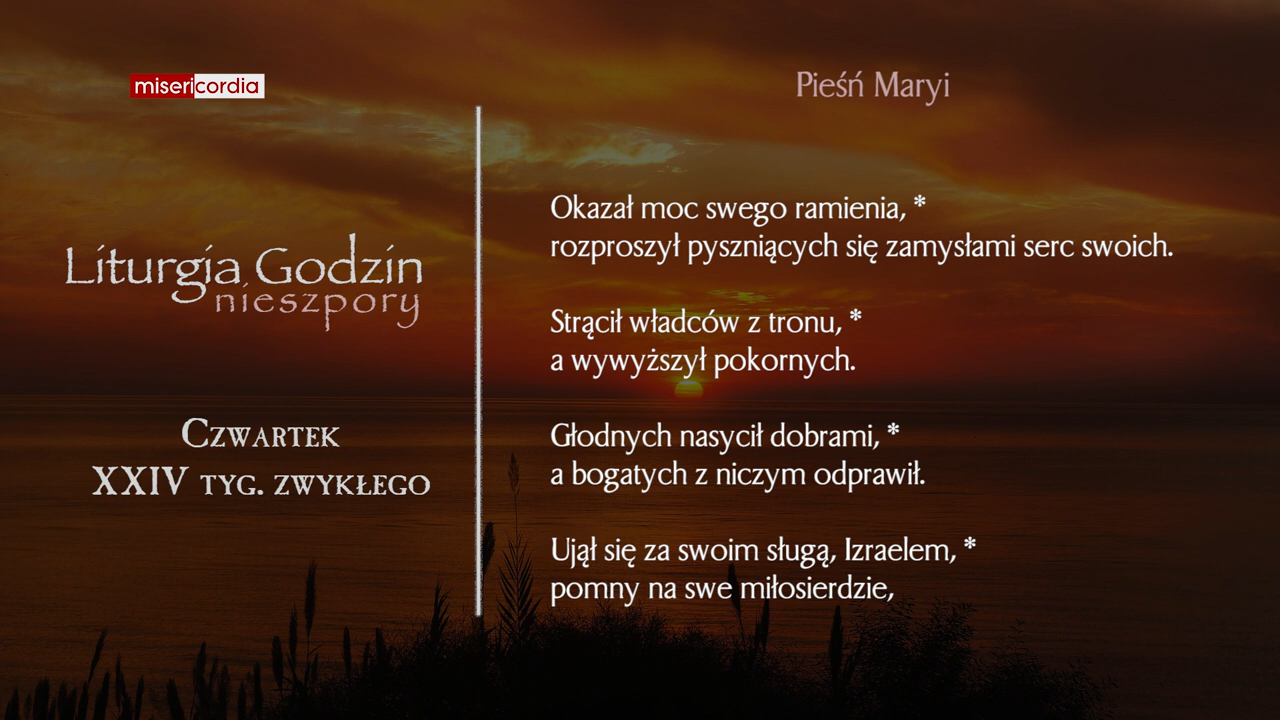 misericordia
Pieśń Maryi
Liturgia Godzin
nieszpory
Czwartek
XXIV tyg. zwykłego
Okazał moc swego ramienia, *
rozproszył pyszniących się zamysłami serc swoich.
Strącił władców z tronu, *
a wywyższył pokornych.
Głodnych nasycił dobrami, *
a bogatych z niczym odprawił.
Ujął się za swoim sługą, Izraelem, *
pomny na swe miłosierdzie,